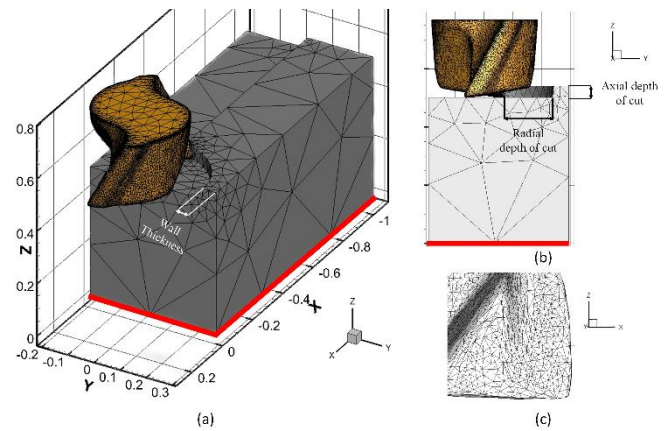 (a)
0.8
0.6
0.4
0.2
0
Z
-0.2
-0.1
0
0.1
0.2
0.3
Y
0.2
0
-0.2
-0.4
-0.6
-0.8
-1
X
Wall
Thickness
Z
X
Y
(a)
Z
X
Y
Axial depth
of cut
Radial
depth of cut
(b)
Z
Y
X
(c)